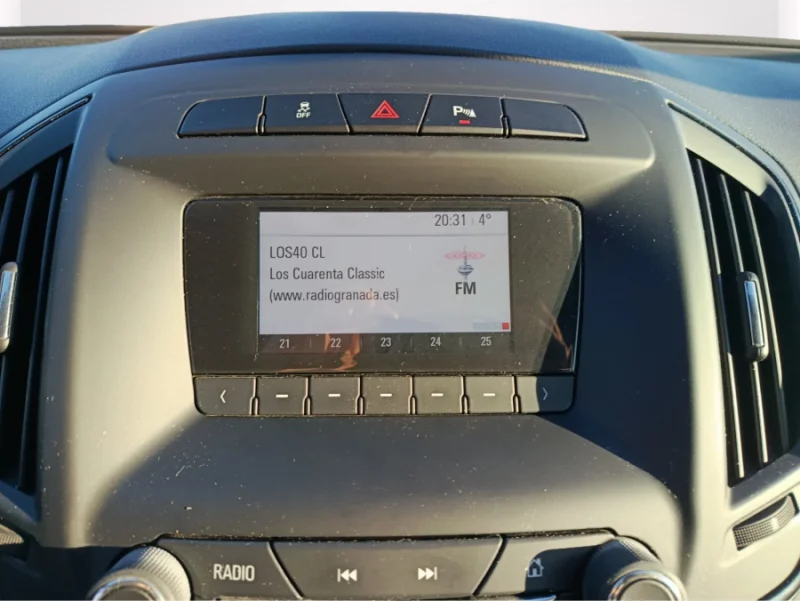 OFF
P
20:31 4°
LOS40 CL
Los Cuarenta Classic
(www.radiogranada.es)
FM
21 22 23 24 25
RADIO